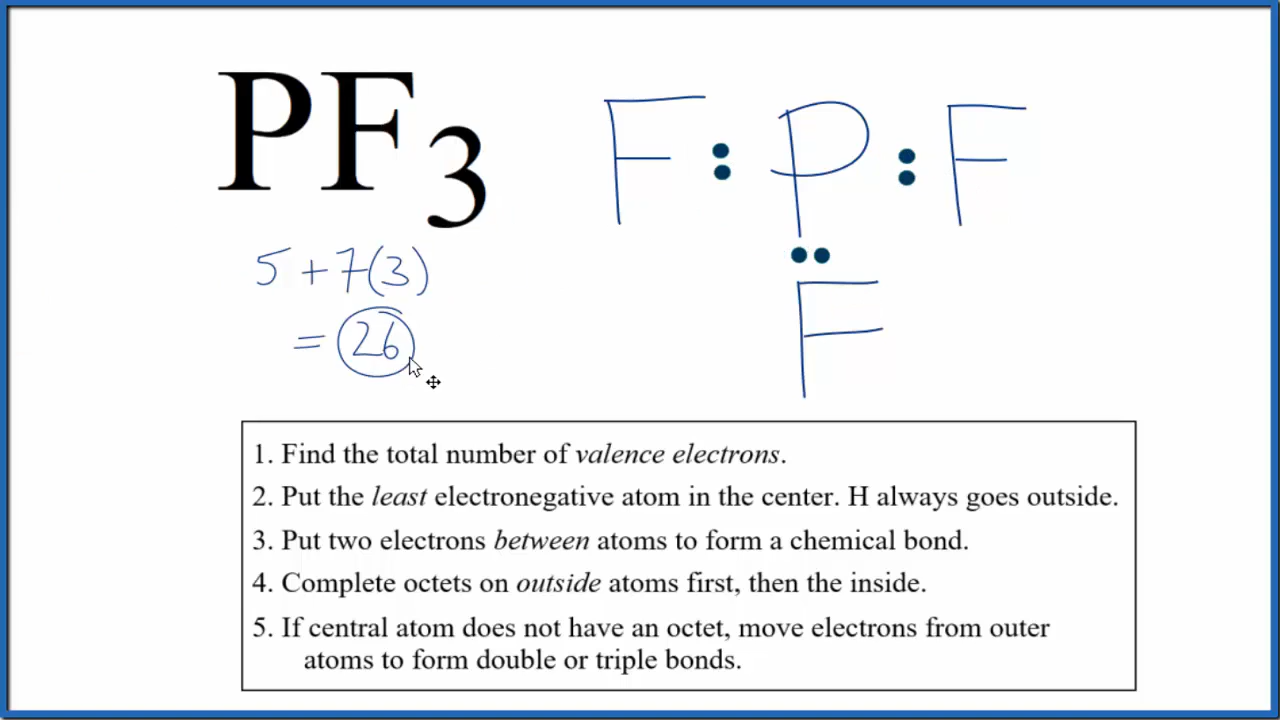 PF₃
5 + 7(3)
= 26
F : P : F
··
F
1. Find the total number of valence electrons.
2. Put the least electronegative atom in the center. H always goes outside.
3. Put two electrons between atoms to form a chemical bond.
4. Complete octets on outside atoms first, then the inside.
5. If central atom does not have an octet, move electrons from outer
atoms to form double or triple bonds.